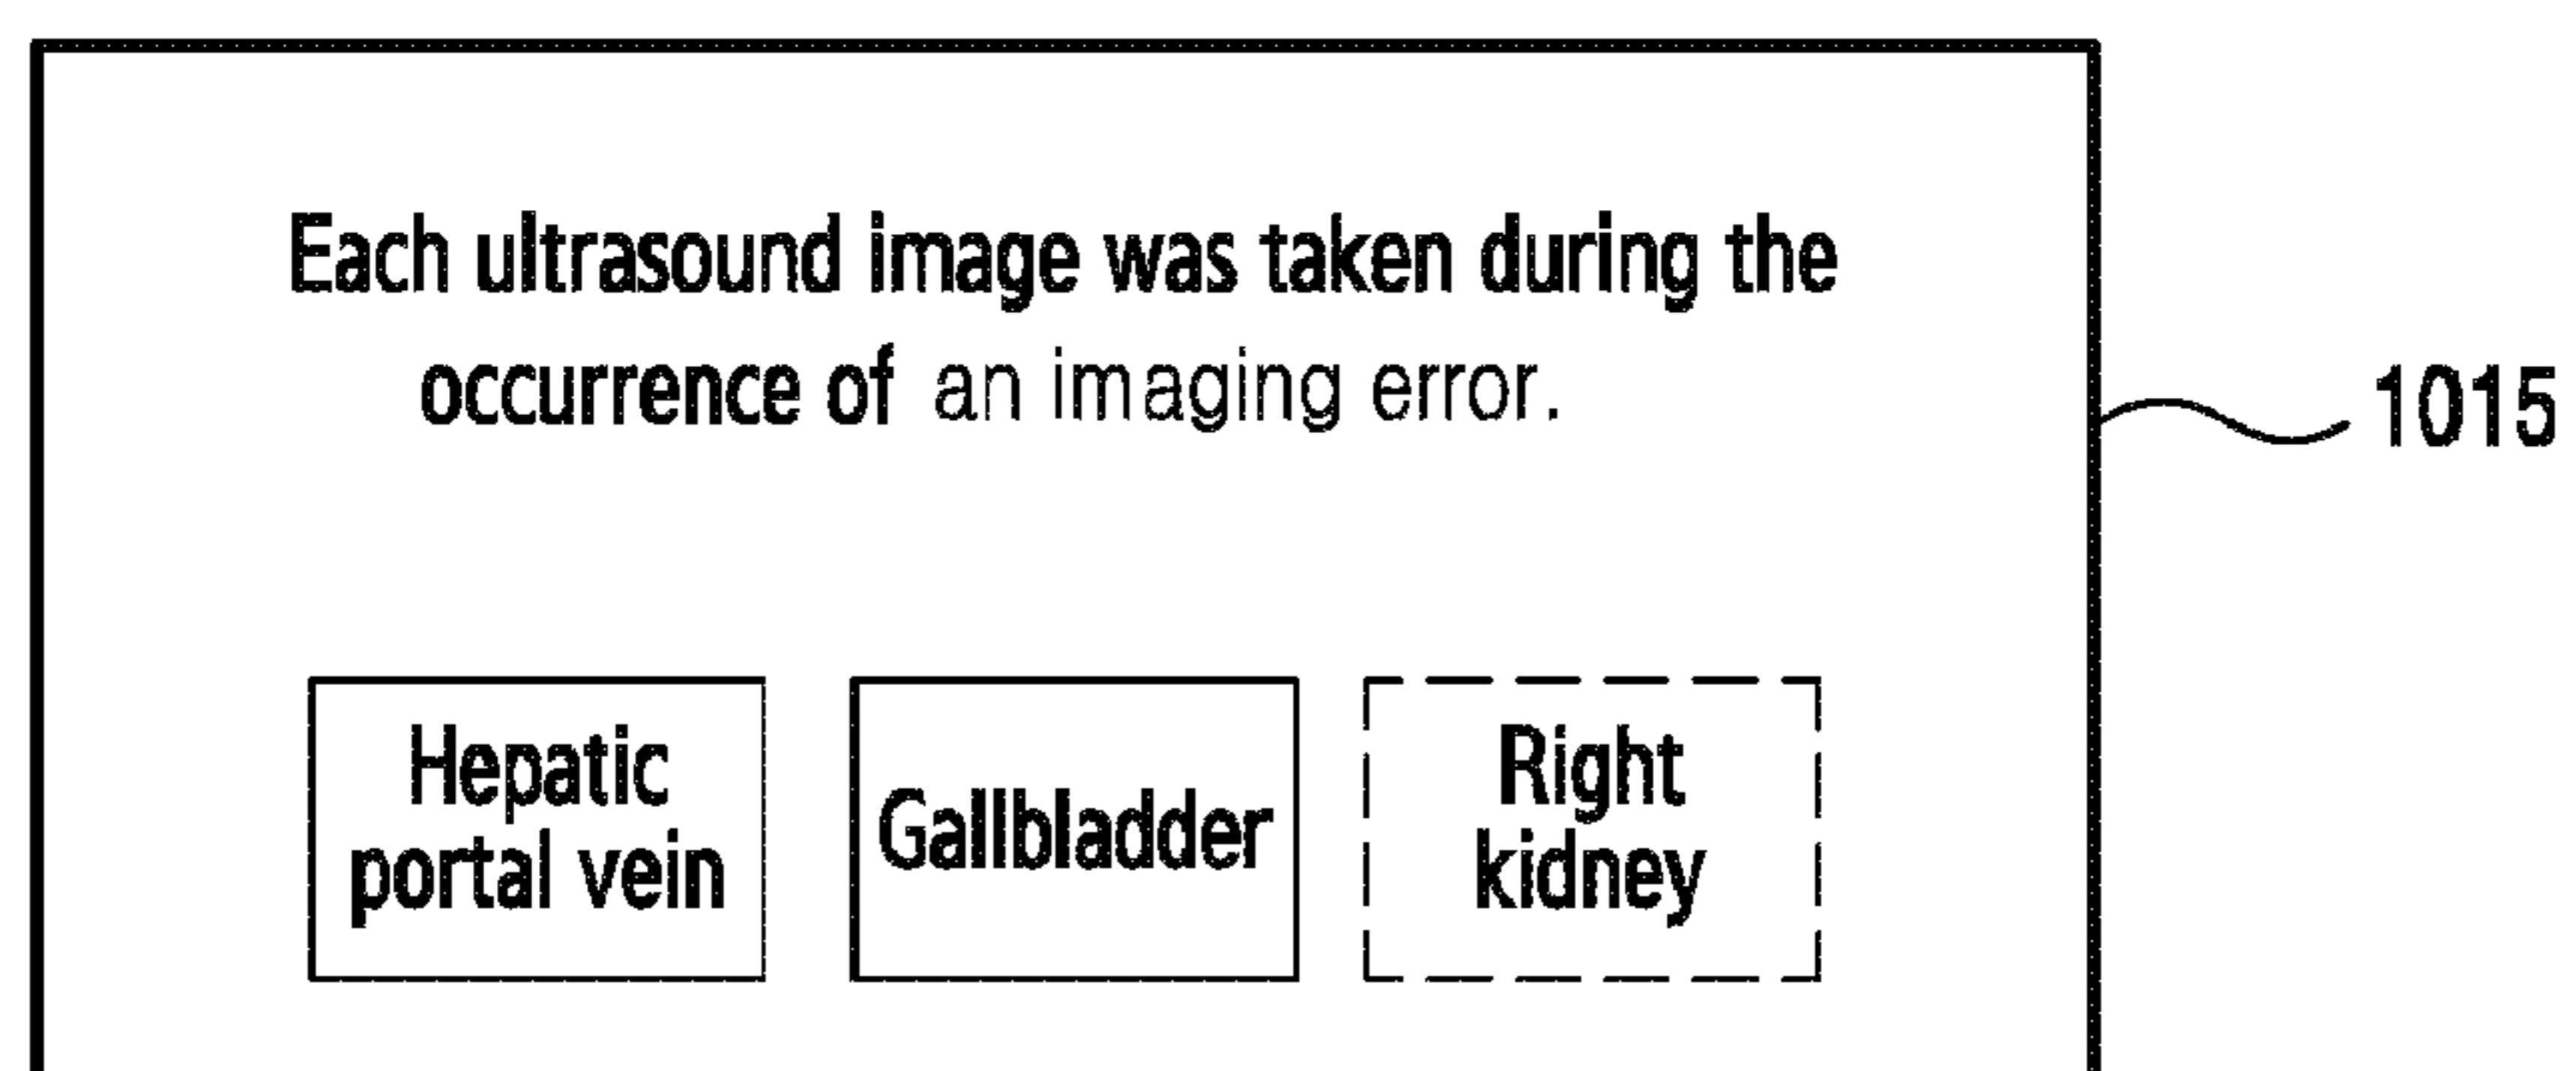 Each ultrasound image was taken during the
occurrence of an imaging error.
1015
Hepatic
portal vein
Gallbladder
Right
kidney